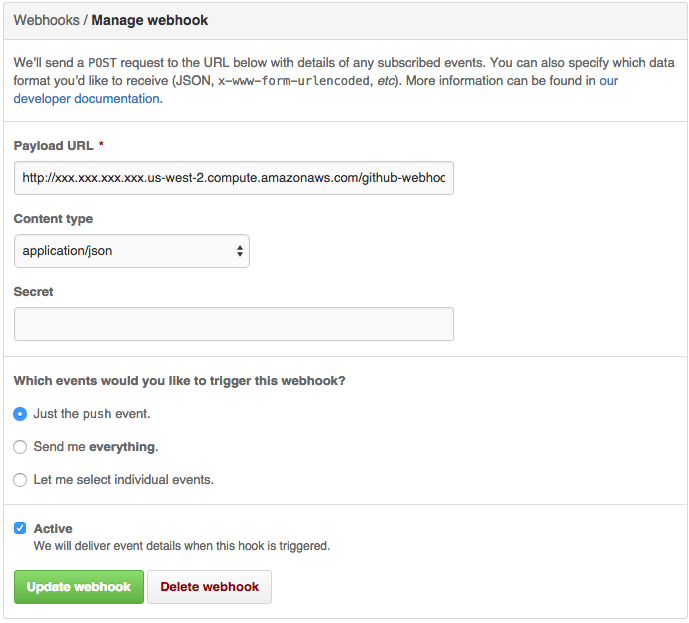 Webhooks / Manage webhook
We'll send a POST request to the URL below with details of any subscribed events. You can also specify which data
format you'd like to receive (JSON, x-www-form-urlencoded, etc). More information can be found in our
developer documentation.
Payload URL *
http://xxx.xxx.xxx.xxx.us-west-2.compute.amazonaws.com/github-webhoc
Content type
application/json
Secret
Which events would you like to trigger this webhook?
Just the push event.
Send me everything.
Let me select individual events.
Active
We will deliver event details when this hook is triggered.
Update webhook Delete webhook